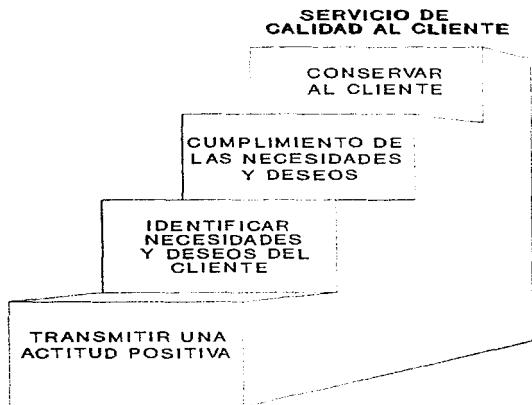 SERVICIO DE
CALIDAD AL CLIENTE
CONSERVAR
AL CLIENTE
CUMPLIMIENTO DE
LAS NECESIDADES
Y DESEOS
IDENTIFICAR
NECESIDADES
Y DESEOS DEL
CLIENTE
TRANSMITIR UNA
ACTITUD POSITIVA